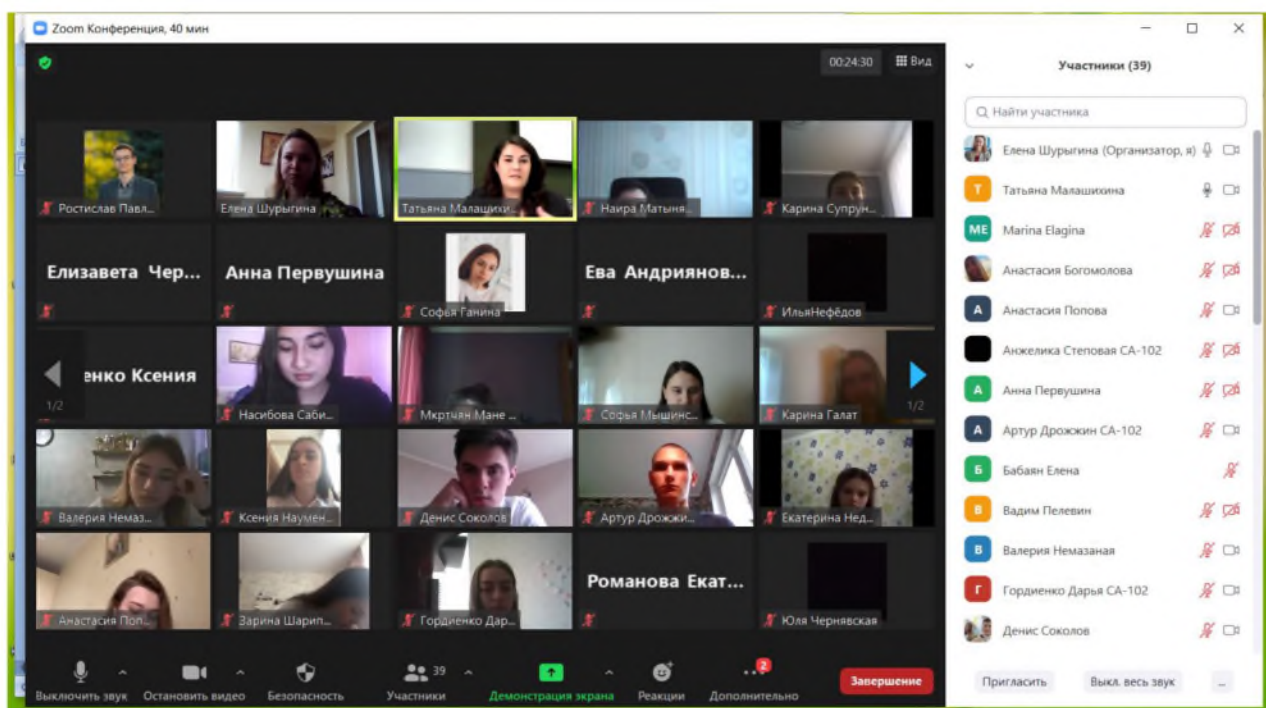 Zoom Конференция, 40 мин
00:24:30 Вид
Ростислав Павл...
Елена Шурыгина
Татьяна Малашихи...
Наира Матыня...
Карина Супрун...
Елизавета Чер...
Анна Первушина
Софья Ганина
Ева Андриянов...
ИльяНефёдов
енко Ксения
1/2
Насибова Саби...
Мкртчян Мане ...
Софья Мышинс...
Карина Галат
1/2
Валерия Немаз...
Ксения Наумен...
Денис Соколов
Артур Дрожжи...
Екатерина Нед...
Анастасия Поп...
Зарина Шарип...
Гордиенко Дар...
Романова Екат...
Юля Чернявская
Выключить звук
Остановить видео
Безопасность
39
Участники
Демонстрация экрана
Реакции
2
Дополнительно
Завершение
Участники (39)
Найти участника
Елена Шурыгина (Организатор, я)
Т Татьяна Малашихина
ME Marina Elagina
Анастасия Богомолова
А Анастасия Попова
Анжелика Степовая СА-102
А Анна Первушина
А Артур Дрожжин СА-102
Б Бабаян Елена
В Вадим Пелевин
В Валерия Немазаная
Г Гордиенко Дарья СА-102
Денис Соколов
Пригласить
Выкл. весь звук
...